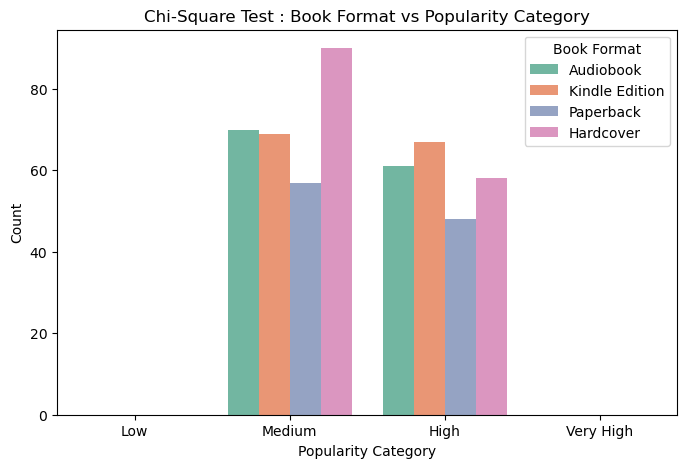 Chi-Square Test : Book Format vs Popularity Category
Book Format
Audiobook
Kindle Edition
Paperback
Hardcover
80
60
40
20
0
Count
Low Medium High Very High
Popularity Category